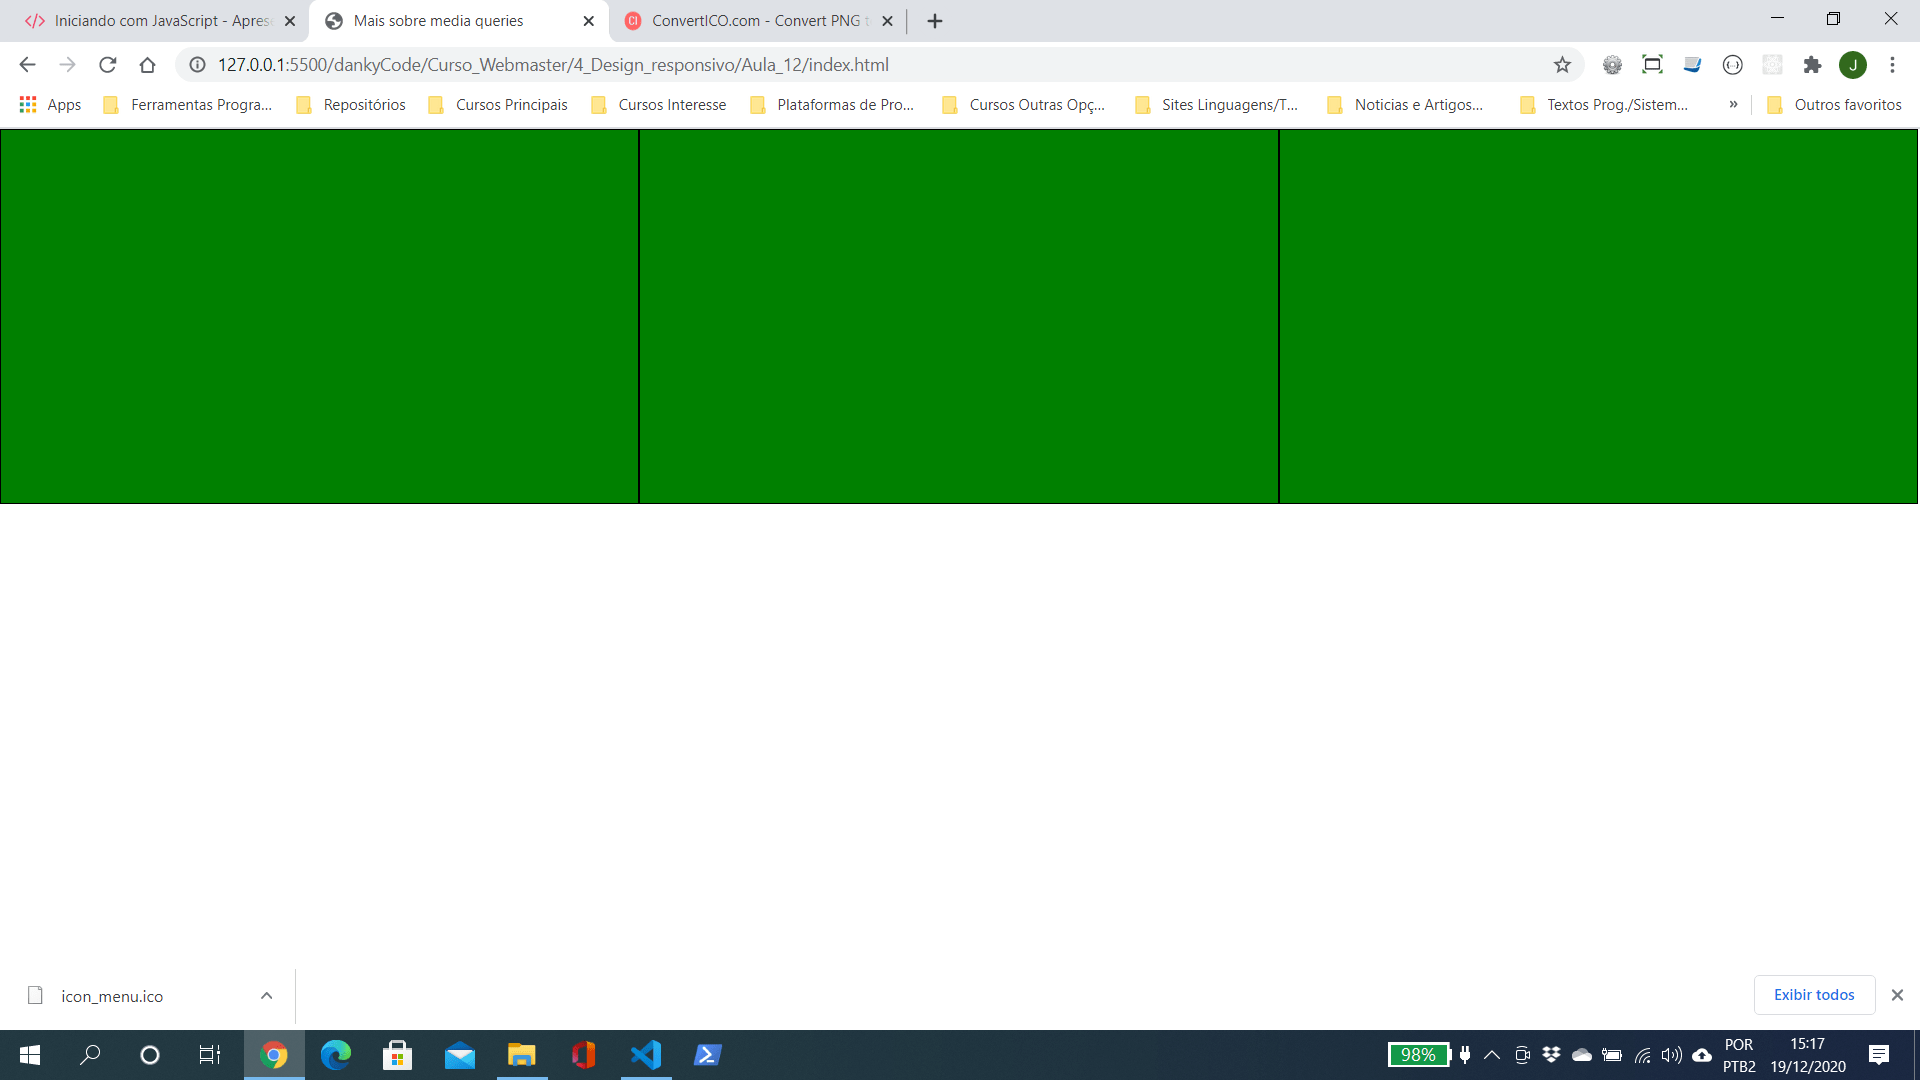 Iniciando com JavaScript - Aprese
Mais sobre media queries
ConvertICO.com - Convert PNG t
127.0.0.1:5500/dankyCode/Curso_Webmaster/4_Design_responsivo/Aula_12/index.html
J
Apps
Ferramentas Progra...
Repositórios
Cursos Principais
Cursos Interesse
Plataformas de Pro...
Cursos Outras Opç...
Sites Linguagens/T...
Noticias e Artigos...
Textos Prog./Sistem...
»
Outros favoritos
icon_menu.ico
Exibir todos
98%
POR
PTB2
15:17
19/12/2020